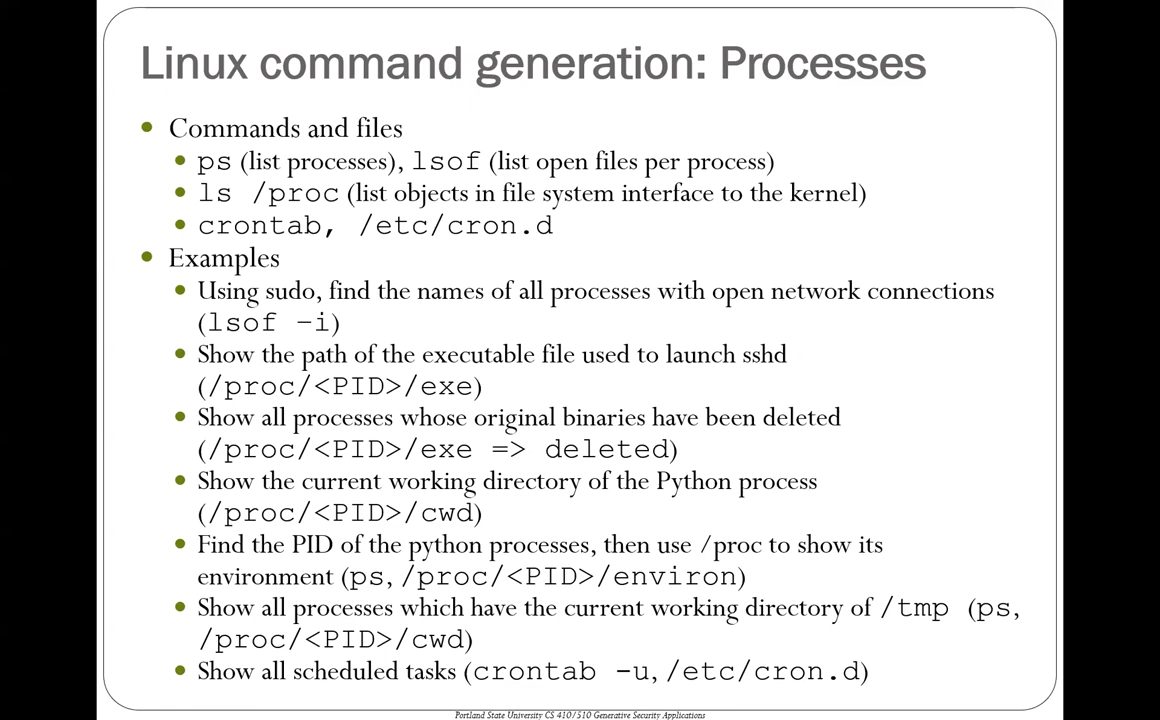 Linux command generation: Processes
• Commands and files
• ps (list processes), lsof (list open files per process)
• ls /proc (list objects in file system interface to the kernel)
• crontab, /etc/cron.d
• Examples
• Using sudo, find the names of all processes with open network connections
(lsof –i)
• Show the path of the executable file used to launch sshd
(/proc/<PID>/exe)
• Show all processes whose original binaries have been deleted
(/proc/<PID>/exe => deleted)
• Show the current working directory of the Python process
(/proc/<PID>/cwd)
• Find the PID of the python processes, then use /proc to show its
environment (ps, /proc/<PID>/environ)
• Show all processes which have the current working directory of /tmp (ps,
/proc/<PID>/cwd)
• Show all scheduled tasks (crontab -u, /etc/cron.d)
Portland State University CS 410/510 Generative Security Applications